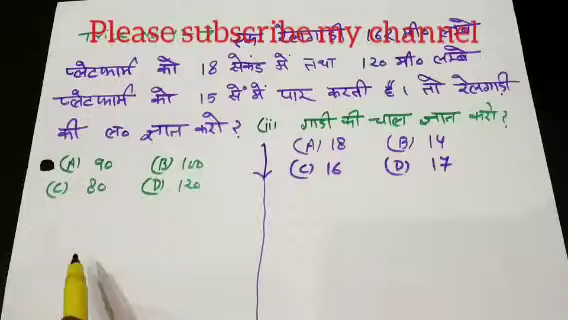 Please subscribe my channel
एक रेलगाड़ी 162 मी० लम्बे
प्लेटफार्म को 18 सेकंड में तथा 120 मी० लम्बे
प्लेटफार्म को 15 से० में पार करती है। तो रेलगाड़ी
की ल० ज्ञात करो? (ii) गाडी की चाल ज्ञात करो?
(A) 90 (B) 100
(C) 80 (D) 120
(A) 18 (B) 14
(C) 16 (D) 17